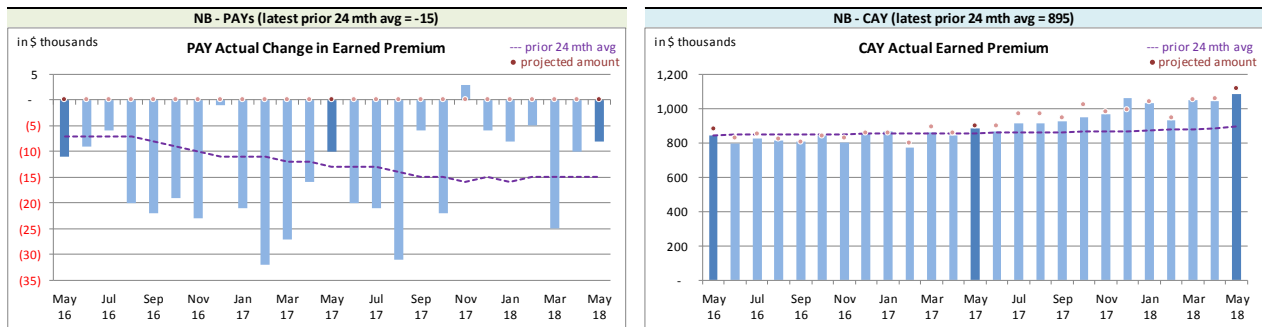 NB - PAYs (latest prior 24 mth avg = -15)
in $ thousands
PAY Actual Change in Earned Premium
--- prior 24 mth avg
• projected amount
5
-
(5)
(10)
(15)
(20)
(25)
(30)
(35)
May Jul Sep Nov Jan Mar May Jul Sep Nov Jan Mar May
16 16 16 16 17 17 17 17 17 17 18 18 18
NB - CAY (latest prior 24 mth avg = 895)
in $ thousands
CAY Actual Earned Premium
--- prior 24 mth avg
• projected amount
1,200
1,000
800
600
400
200
-
May Jul Sep Nov Jan Mar May Jul Sep Nov Jan Mar May
16 16 16 16 17 17 17 17 17 17 18 18 18